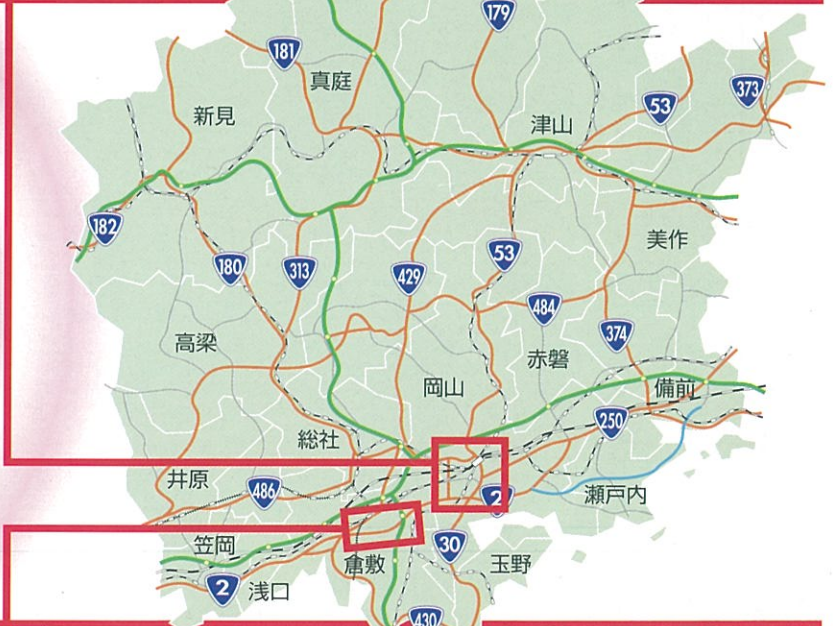 179
181
真庭
373
53
新見
津山
182
美作
53
180
313
429
484
374
高梁
赤磐
岡山
備前
250
総社
井原
486
2
瀬戸内
笠岡
30
倉敷
玉野
2
浅口
430